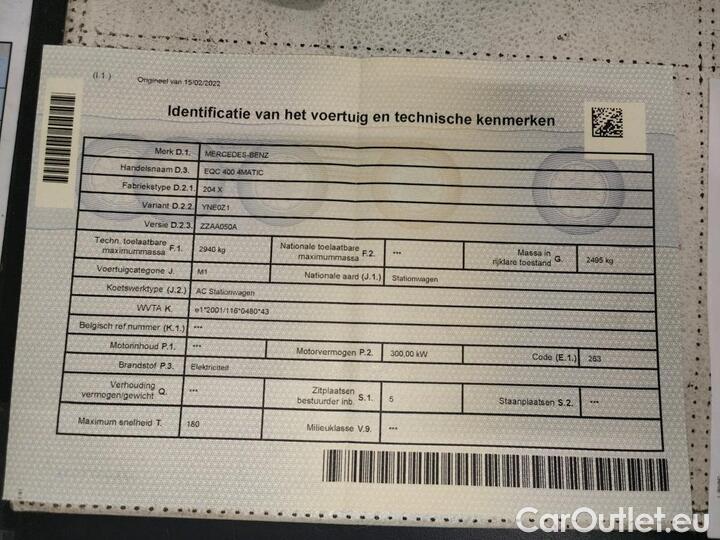 (I.1.) Origineel van 15/02/2022
Identificatie van het voertuig en technische kenmerken
Merk D.1. MERCEDES-BENZ
Handelsnaam D.3. EQC 400 4MATIC
Fabriekstype D.2.1. 204 X
Variant D.2.2. YNE0Z1
Versie D.2.3. ZZAA050A
Techn. toelaatbare maximummassa F.1. 2940 kg Nationale toelaatbare maximummassa F.2. *** Massa in rijklare toestand G. 2495 kg
Voertuigcategorie J. M1 Nationale aard (J.1.) Stationwagen
Koetswerktype (J.2.) AC Stationwagen
WVTA K. e1*2001/116*0480*43
Belgisch ref.nummer (K.1.) ***
Motorinhoud P.1. *** Motorvermogen P.2. 300,00 kW Code (E.1.) 263
Brandstof P.3. Elektriciteit
Verhouding vermogen/gewicht Q. *** Zitplaatsen bestuurder inb. S.1. 5 Staanplaatsen S.2. ***
Maximum snelheid T. 180 Milieuklasse V.9. ***
CarOutlet.eu